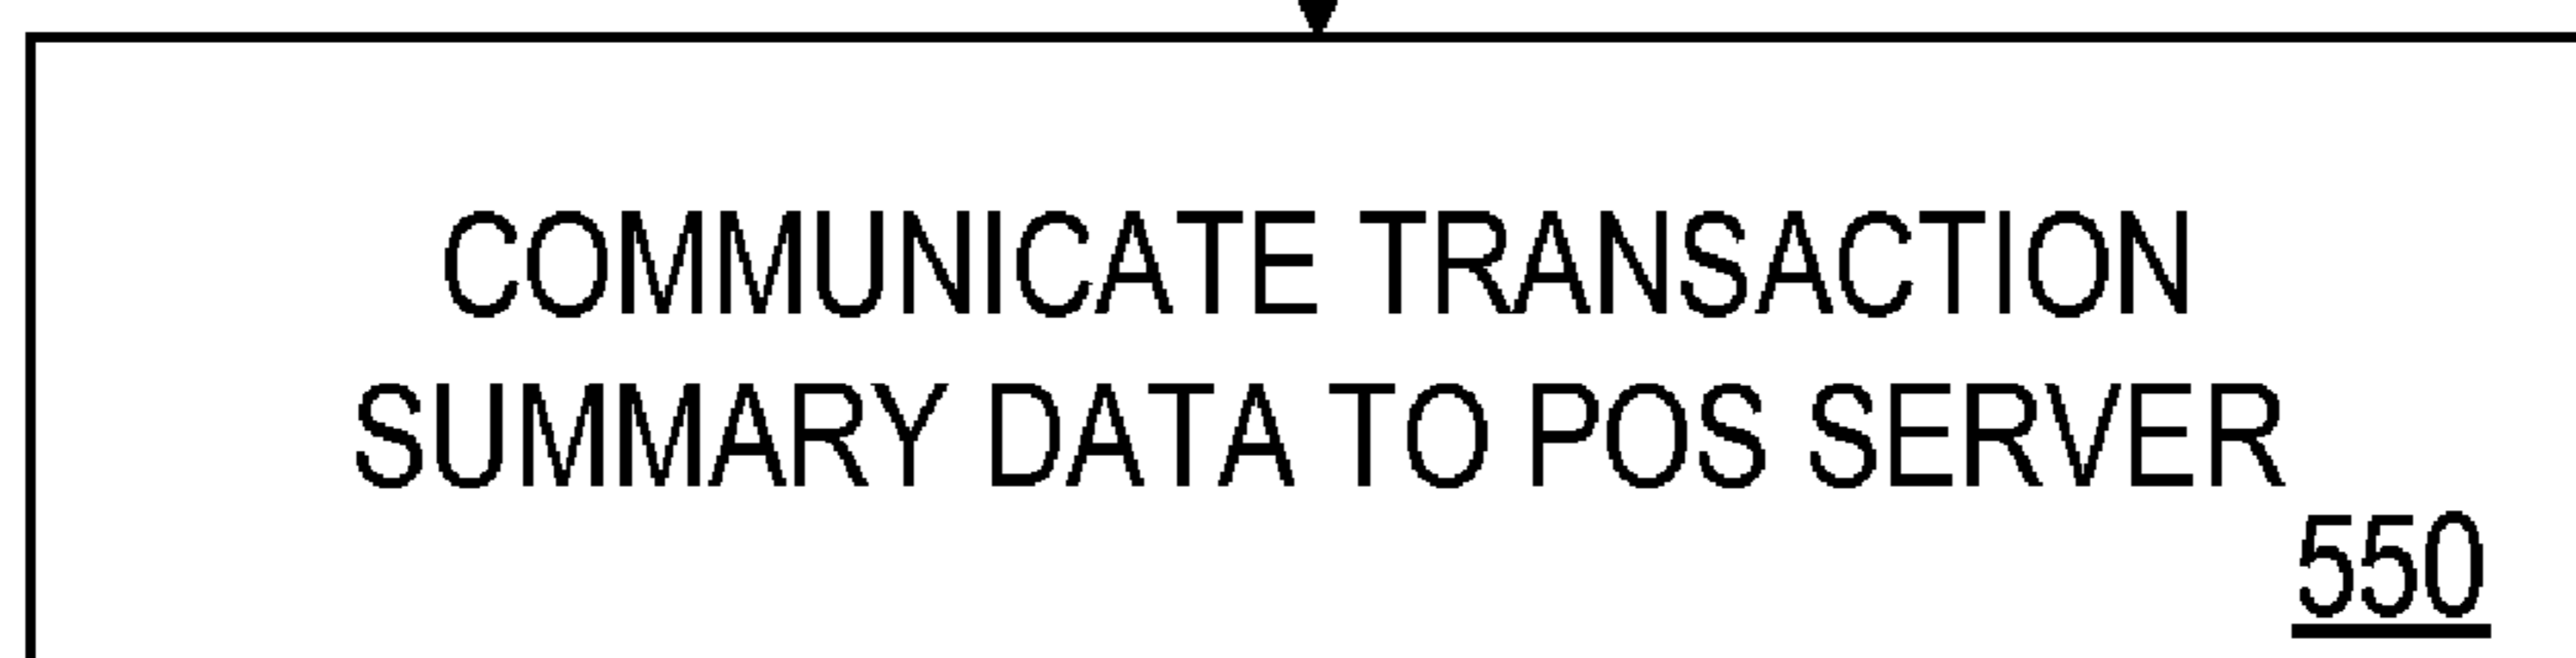 COMMUNICATE TRANSACTION
SUMMARY DATA TO POS SERVER
550